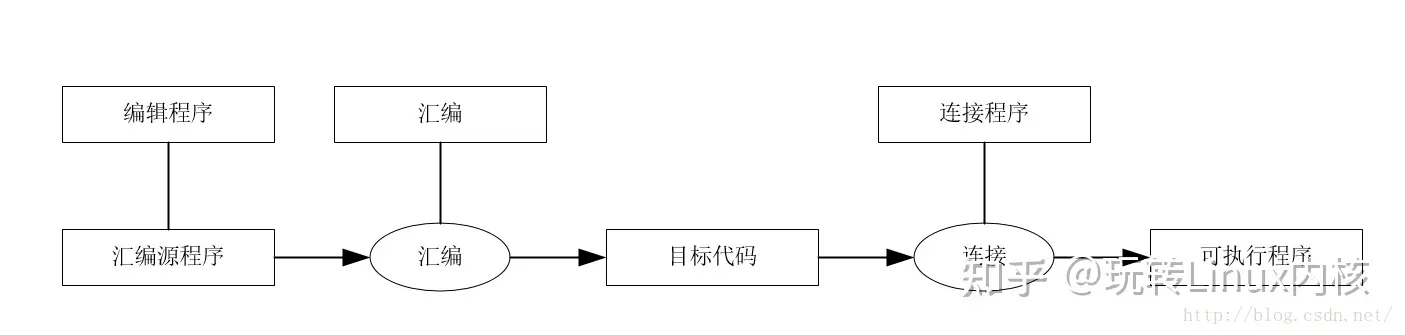 编辑程序
汇编
连接程序
汇编源程序
汇编
目标代码
连接
可执行程序
知乎 @玩转Linux内核
http://blog.csdn.net/